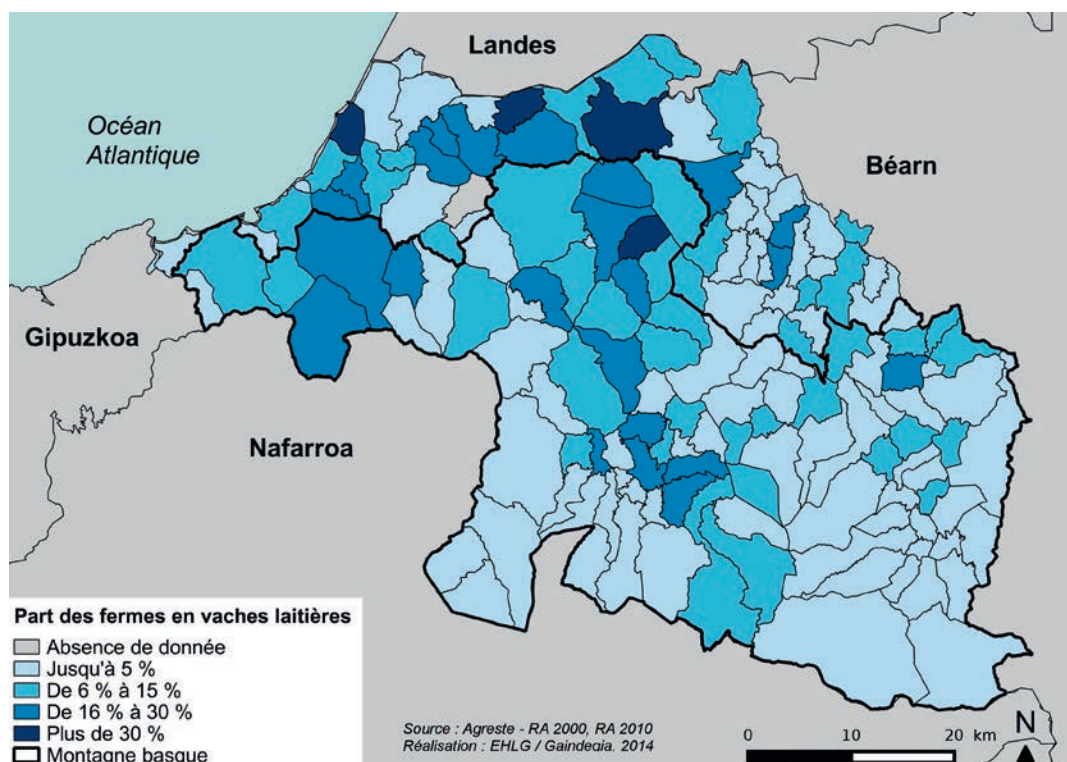 Landes
Océan
Atlantique
Béarn
Gipuzkoa
Nafarroa
Part des fermes en vaches laitières
Absence de donnée
Jusqu'à 5 %
De 6 % à 15 %
De 16 % à 30 %
Plus de 30 %
Montagne basque
Source : Agreste - RA 2000, RA 2010
Réalisation : EHLG / Gaindegia, 2014
0 10 20 km
N